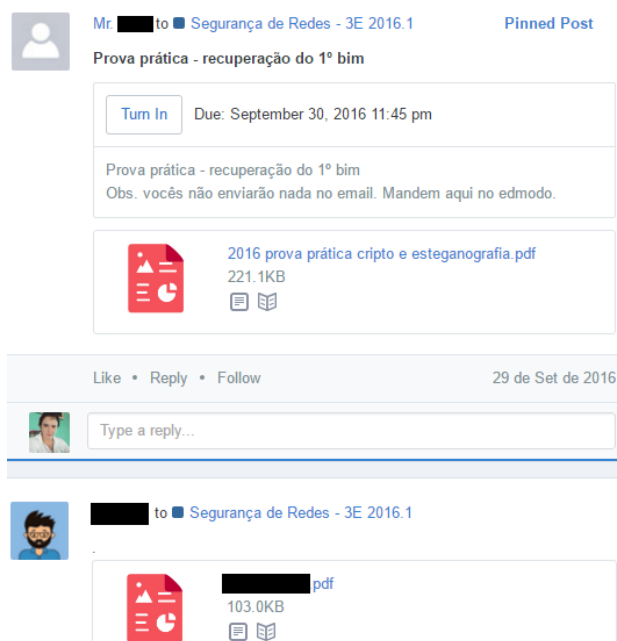 Mr. to Segurança de Redes - 3E 2016.1 Pinned Post
Prova prática - recuperação do 1º bim
Turn In Due: September 30, 2016 11:45 pm
Prova prática - recuperação do 1º bim
Obs. vocês não enviarão nada no email. Mandem aqui no edmodo.
2016 prova prática cripto e esteganografia.pdf
221.1KB
Like • Reply • Follow 29 de Set de 2016
Type a reply...
to Segurança de Redes - 3E 2016.1
.
.pdf
103.0KB